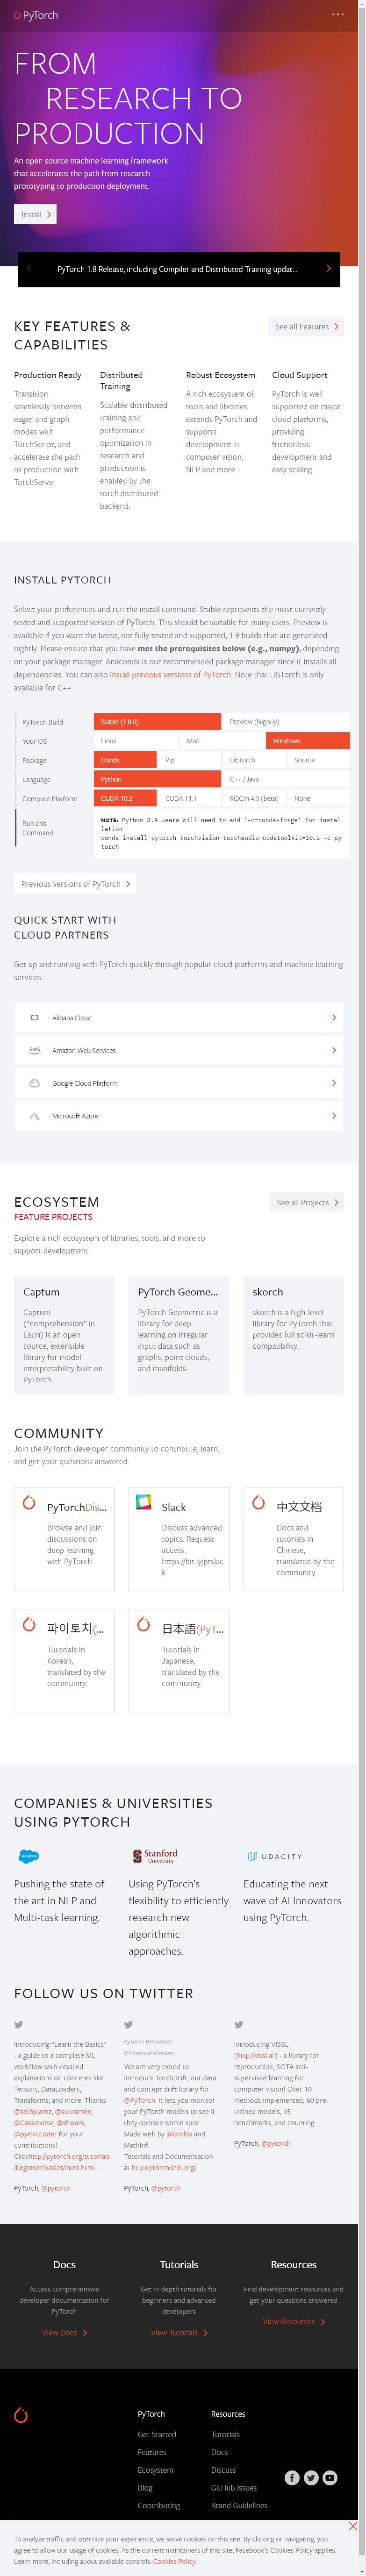 PyTorch
FROM
RESEARCH TO
PRODUCTION
An open source machine learning framework
that accelerates the path from research
prototyping to production deployment.
Install
PyTorch 1.8 Release, including Compiler and Distributed Training updat...
KEY FEATURES &
CAPABILITIES
See all Features
Production Ready
Transition
seamlessly between
eager and graph
modes with
TorchScript, and
accelerate the path
to production with
TorchServe.
Distributed
Training
Scalable distributed
training and
performance
optimization in
research and
production is
enabled by the
torch.distributed
backend.
Robust Ecosystem
A rich ecosystem of
tools and libraries
extends PyTorch and
supports
development in
computer vision,
NLP and more.
Cloud Support
PyTorch is well
supported on major
cloud platforms,
providing
frictionless
development and
easy scaling.
INSTALL PYTORCH
Select your preferences and run the install command. Stable represents the most currently
tested and supported version of PyTorch. This should be suitable for many users. Preview is
available if you want the latest, not fully tested and supported, 1.9 builds that are generated
nightly. Please ensure that you have met the prerequisites below (e.g., numpy), depending
on your package manager. Anaconda is our recommended package manager since it installs all
dependencies. You can also install previous versions of PyTorch. Note that LibTorch is only
available for C++.
PyTorch Build
Stable (1.8.0)
Preview (Nightly)
Your OS
Linux
Mac
Windows
Package
Conda
Pip
LibTorch
Source
Language
Python
C++ / Java
Compute Platform
CUDA 10.2
CUDA 11.1
ROCm 4.0 (beta)
None
Run this
Command:
NOTE: Python 3.9 users will need to add '-c=conda-forge' for instal
lation
conda install pytorch torchvision torchaudio cudatoolkit=10.2 -c py
torch
Previous versions of PyTorch
QUICK START WITH
CLOUD PARTNERS
Get up and running with PyTorch quickly through popular cloud platforms and machine learning
services.
Alibaba Cloud
aws
Amazon Web Services
Google Cloud Platform
Microsoft Azure
ECOSYSTEM
FEATURE PROJECTS
See all Projects
Explore a rich ecosystem of libraries, tools, and more to
support development.
Captum
Captum
("comprehension" in
Latin) is an open
source, extensible
library for model
interpretability built on
PyTorch.
PyTorch Geome...
PyTorch Geometric is a
library for deep
learning on irregular
input data such as
graphs, point clouds,
and manifolds.
skorch
skorch is a high-level
library for PyTorch that
provides full scikit-learn
compatibility.
COMMUNITY
Join the PyTorch developer community to contribute, learn,
and get your questions answered.
PyTorchDis...
Browse and join
discussions on
deep learning
with PyTorch.
Slack
Discuss advanced
topics. Request
access:
https://bit.ly/ptslac
k
中文文档
Docs and
tutorials in
Chinese,
translated by the
community.
파이토치(...
Tutorials in
Korean,
translated by the
community.
日本語(PyT...
Tutorials in
Japanese,
translated by the
community.
COMPANIES & UNIVERSITIES
USING PYTORCH
salesforce
Pushing the state of
the art in NLP and
Multi-task learning.
Stanford
University
Using PyTorch's
flexibility to efficiently
research new
algorithmic
approaches.
UDACITY
Educating the next
wave of AI Innovators
using PyTorch.
FOLLOW US ON TWITTER
Introducing "Learn the Basics"
- a guide to a complete ML
workflow with detailed
explanations on concepts like
Tensors, DataLoaders,
Transforms, and more. Thanks
@sethjuarez, @subramen,
@Cassieview, @shwars,
@pythiccoder for your
contributions!
Clickhttp://pytorch.org/tutorials
/beginner/basics/intro.html...
PyTorch, @pytorch
PyTorch Retweeted
@ThomasViehmann
We are very exited to
introduce TorchDrift, our data
and concept drift library for
@PyTorch. It lets you monitor
your PyTorch models to see if
they operate within spec.
Made with by @orobix and
MathInf.
Tutorials and Documentation
at https://torchdrift.org/
PyTorch, @pytorch
Introducing VISSL
(http://vissl.ai ) - a library for
reproducible, SOTA self-
supervised learning for
computer vision! Over 10
methods implemented, 60 pre-
trained models, 15
benchmarks, and counting.
PyTorch, @pytorch
Docs
Access comprehensive
developer documentation for
PyTorch
View Docs
Tutorials
Get in-depth tutorials for
beginners and advanced
developers
View Tutorials
Resources
Find development resources and
get your questions answered
View Resources
PyTorch
Get Started
Features
Ecosystem
Blog
Contributing
Resources
Tutorials
Docs
Discuss
GitHub Issues
Brand Guidelines
To analyze traffic and optimize your experience, we serve cookies on this site. By clicking or navigating, you
agree to allow our usage of cookies. As the current maintainers of this site, Facebook's Cookies Policy applies.
Learn more, including about available controls: Cookies Policy.